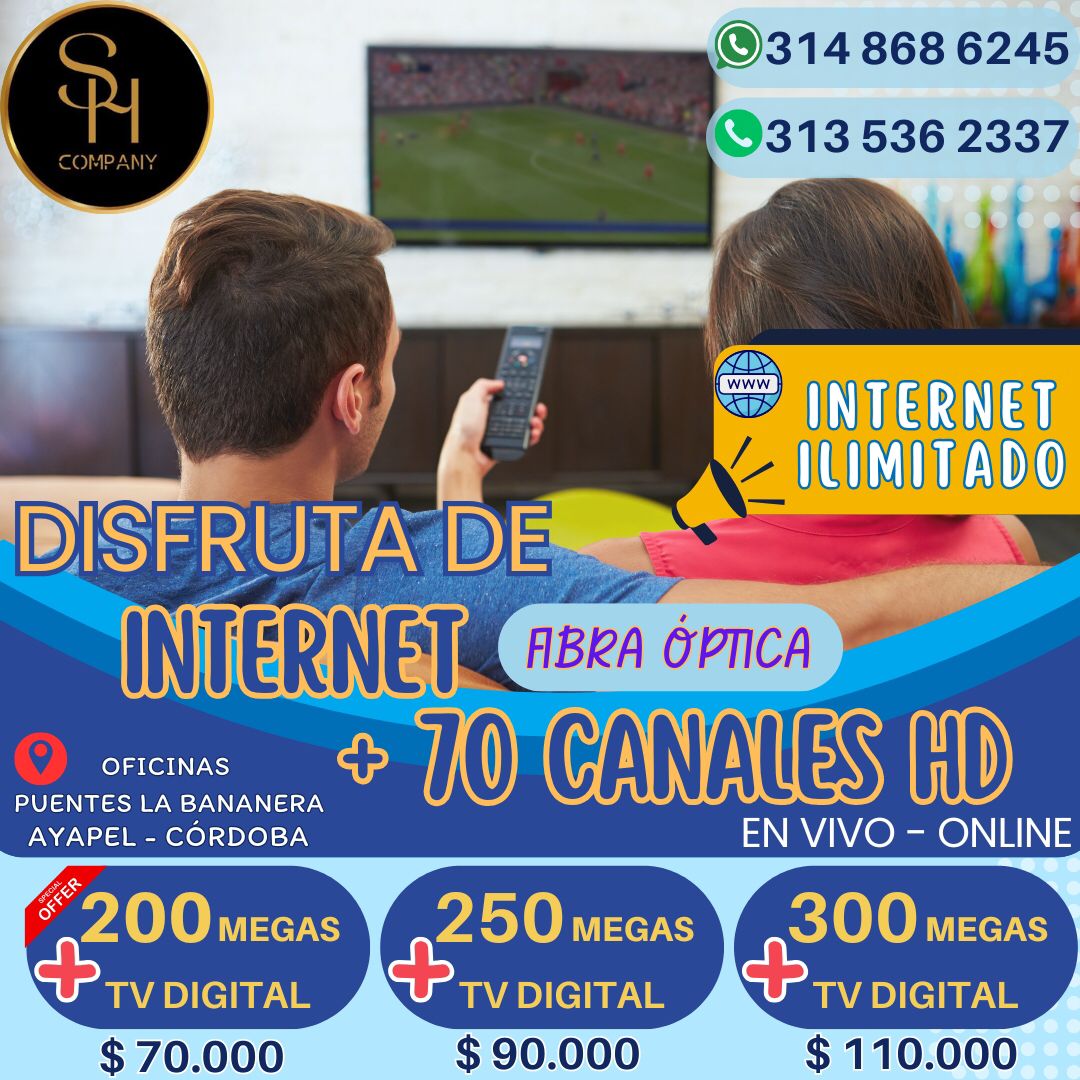 SH
COMPANY
314 868 6245
313 536 2337
WWW
INTERNET
ILIMITADO
DISFRUTA DE
INTERNET
FIBRA ÓPTICA
+ 70 CANALES HD
EN VIVO - ONLINE
OFICINAS
PUENTES LA BANANERA
AYAPEL - CÓRDOBA
SPECIAL
OFFER
200 MEGAS
+
TV DIGITAL
$ 70.000
250 MEGAS
+
TV DIGITAL
$ 90.000
300 MEGAS
+
TV DIGITAL
$ 110.000